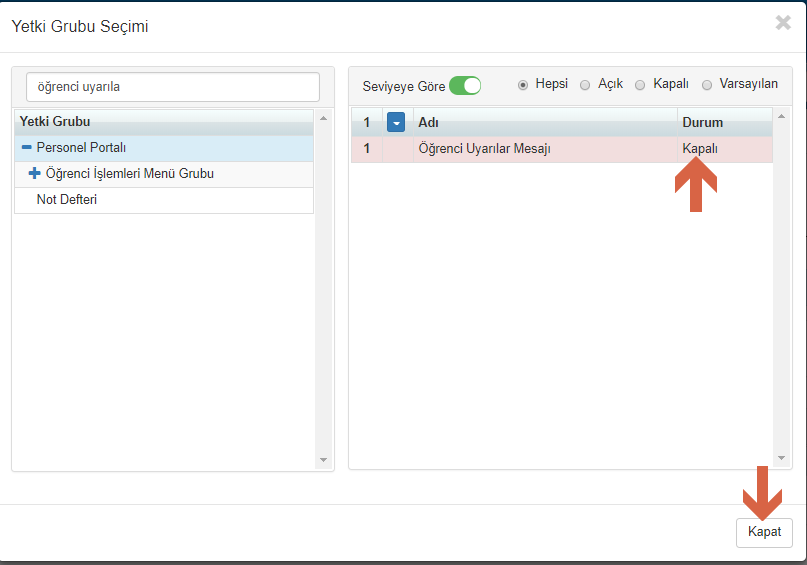 Yetki Grubu Seçimi
öğrenci uyarıla
Yetki Grubu
Personel Portalı
Öğrenci İşlemleri Menü Grubu
Not Defteri
Seviyeye Göre Hepsi Açık Kapalı Varsayılan
1 Adı Durum
1 Öğrenci Uyarılar Mesajı Kapalı
Kapat